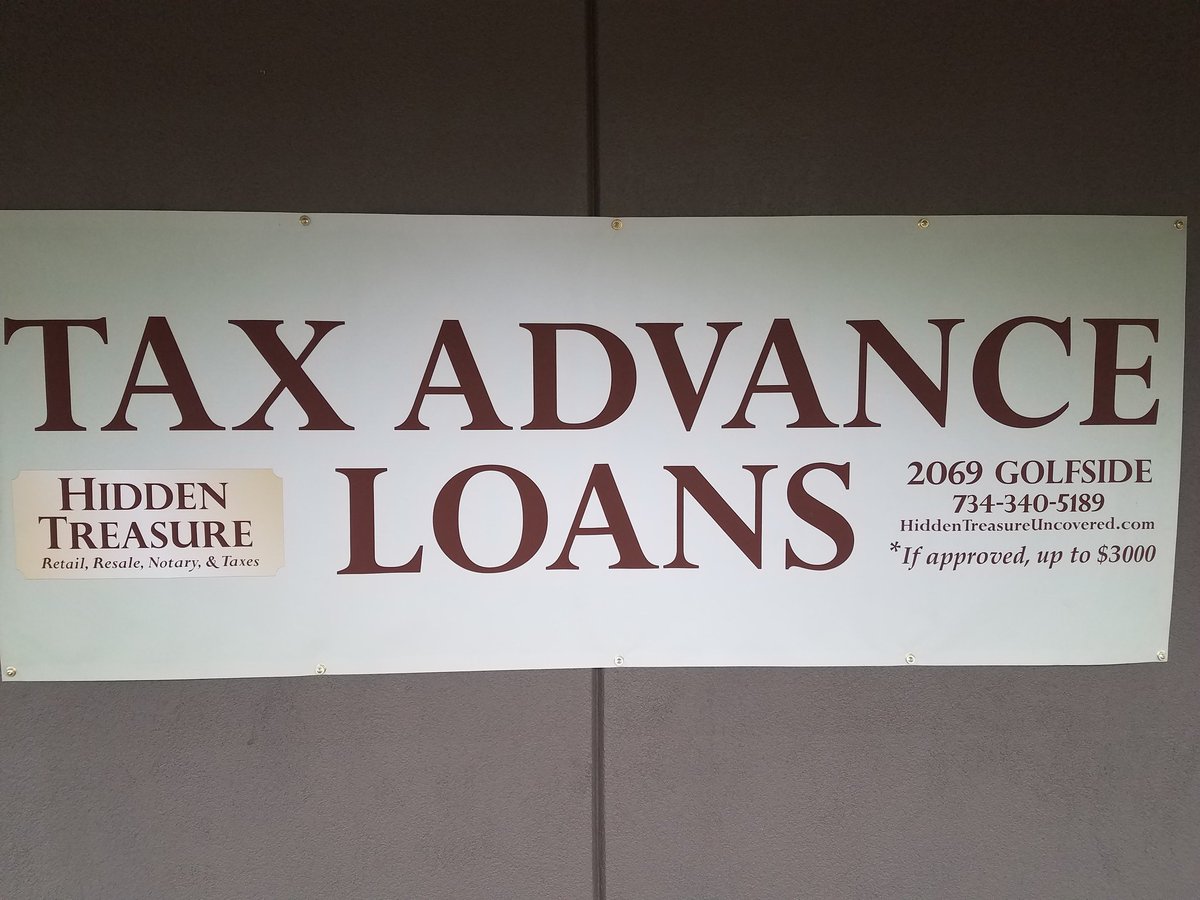 TAX ADVANCE
LOANS
HIDDEN
TREASURE
Retail, Resale, Notary, & Taxes
2069 GOLFSIDE
734-340-5189
HiddenTreasureUncovered.com
*If approved, up to $3000